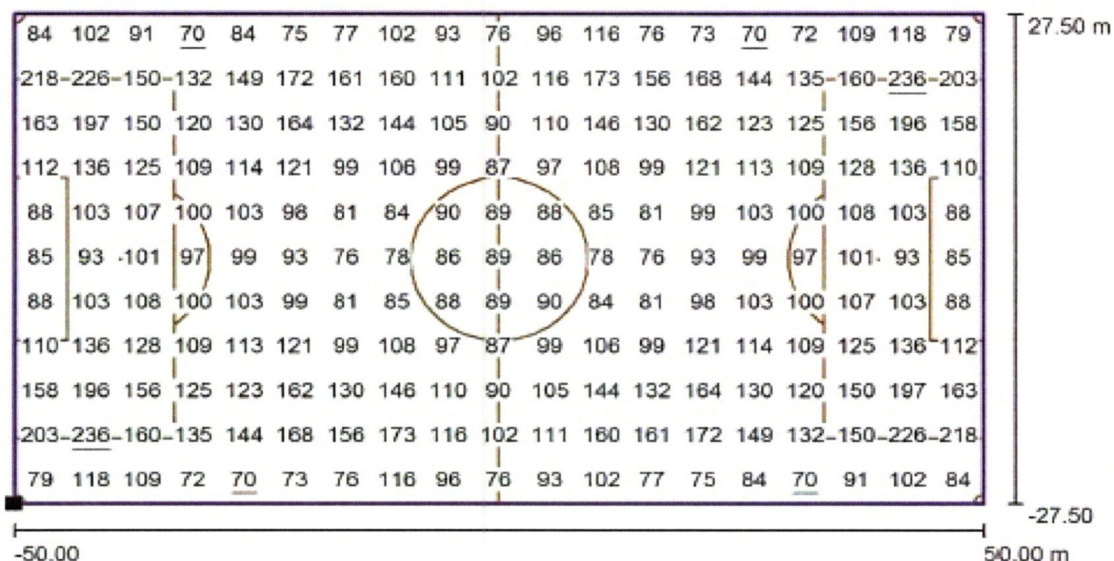 84 102 91 70 84 75 77 102 93 76 96 116 76 73 70 72 109 118 79
27.50 m
218 226 150 132 149 172 161 160 111 102 116 173 156 168 144 135 160 236 203
163 197 150 120 130 164 132 144 105 90 110 146 130 162 123 125 156 196 158
112 136 125 109 114 121 99 106 99 87 97 108 99 121 113 109 128 136 110
88 103 107 100 103 98 81 84 90 89 88 85 81 99 103 100 108 103 88
85 93 101 97 99 93 76 78 86 89 86 78 76 93 99 97 101 93 85
88 103 108 100 103 99 81 85 88 89 90 84 81 98 103 100 107 103 88
110 136 128 109 113 121 99 108 97 87 99 106 99 121 114 109 125 136 112
158 196 156 125 123 162 130 146 110 90 105 144 132 164 130 120 150 197 163
203 236 160 135 144 168 156 173 116 102 111 160 161 172 149 132 150 226 218
79 118 109 72 70 73 76 116 96 76 93 102 77 75 84 70 91 102 84
-27.50
-50.00
50.00 m